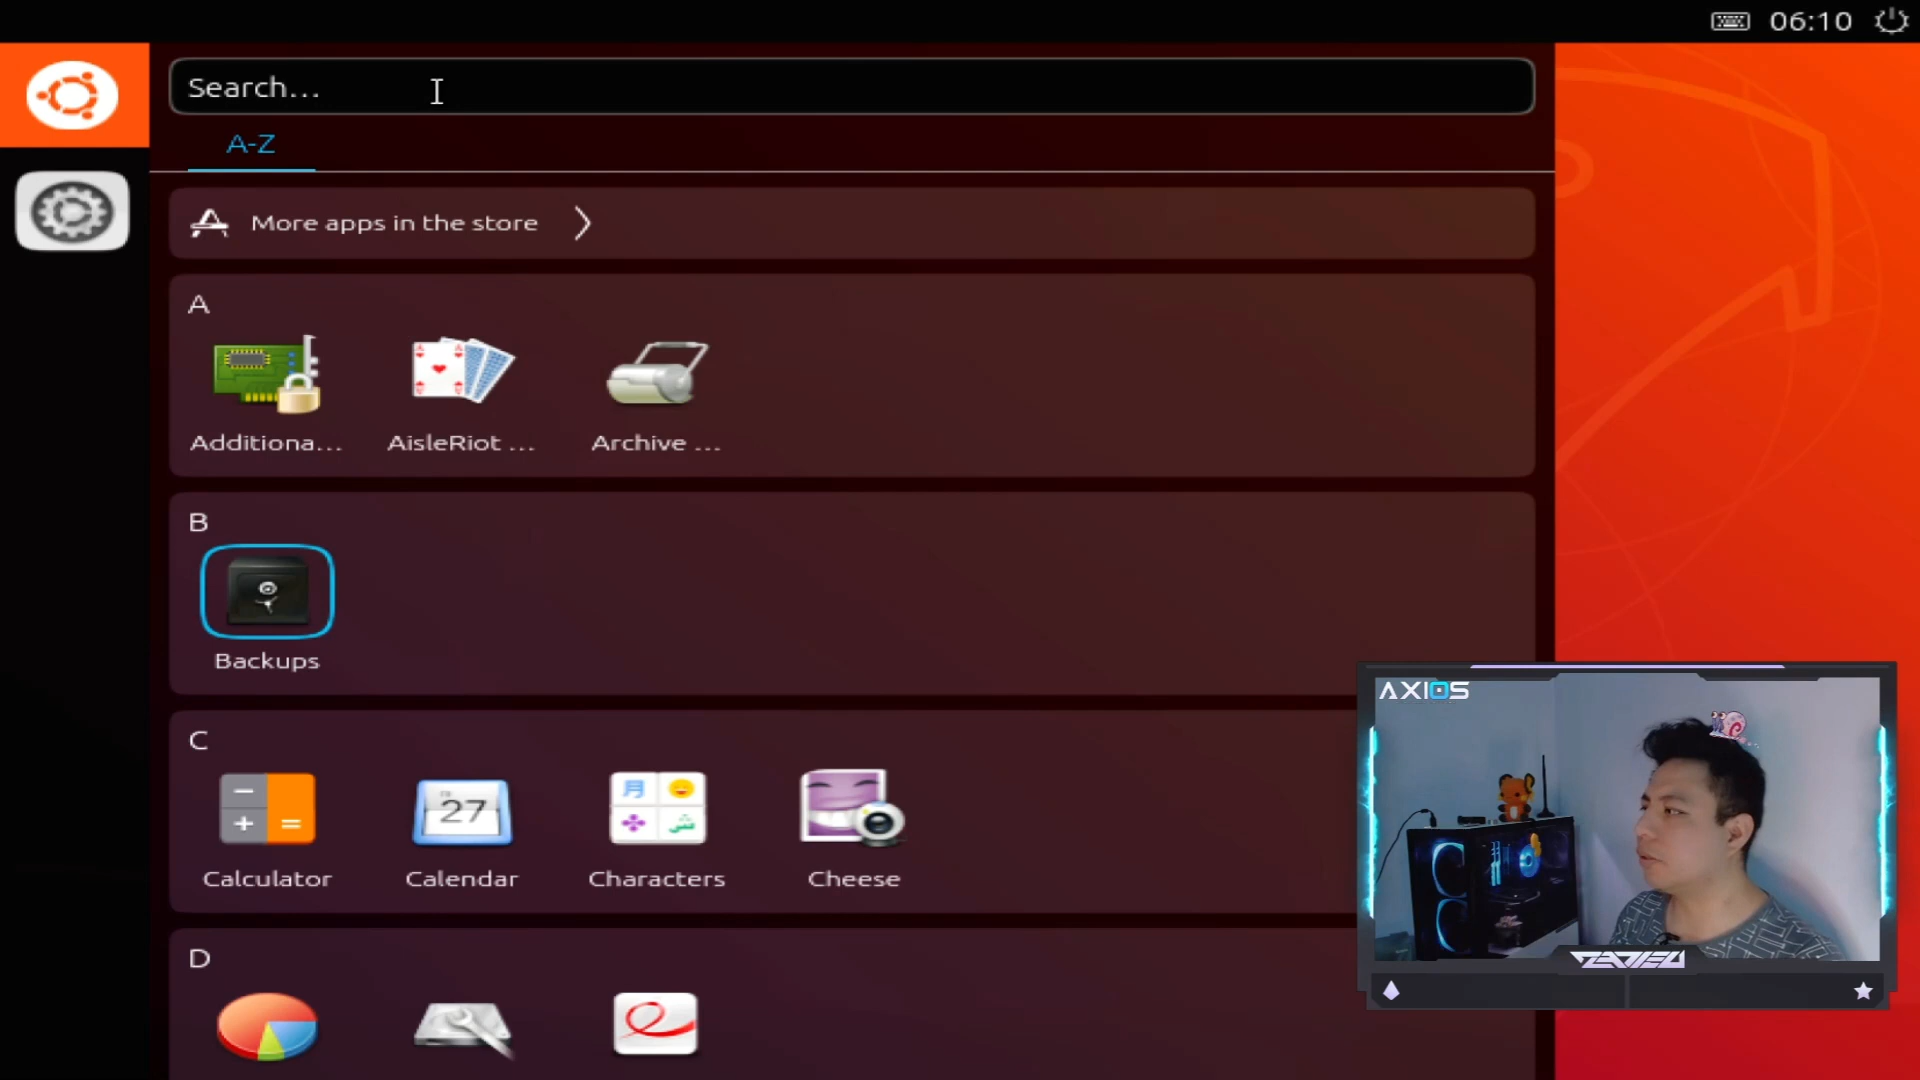 06:10
Search...
A-Z
More apps in the store
A
Additiona...
AisleRiot ...
Archive ...
B
Backups
C
27
Calculator
Calendar
Characters
Cheese
D
AXIOS